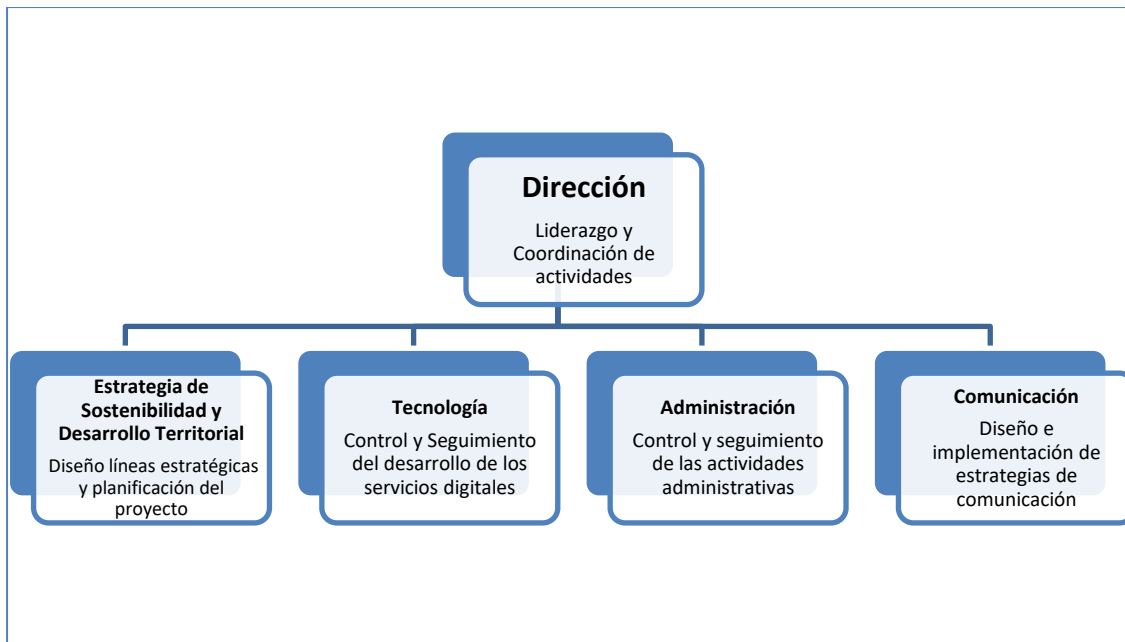 Dirección
Liderazgo y
Coordinación de
actividades
Estrategia de
Sostenibilidad y
Desarrollo Territorial
Diseño líneas estratégicas
y planificación del
proyecto
Tecnología
Control y Seguimiento
del desarrollo de los
servicios digitales
Administración
Control y seguimiento
de las actividades
administrativas
Comunicación
Diseño e
implementación de
estrategias de
comunicación